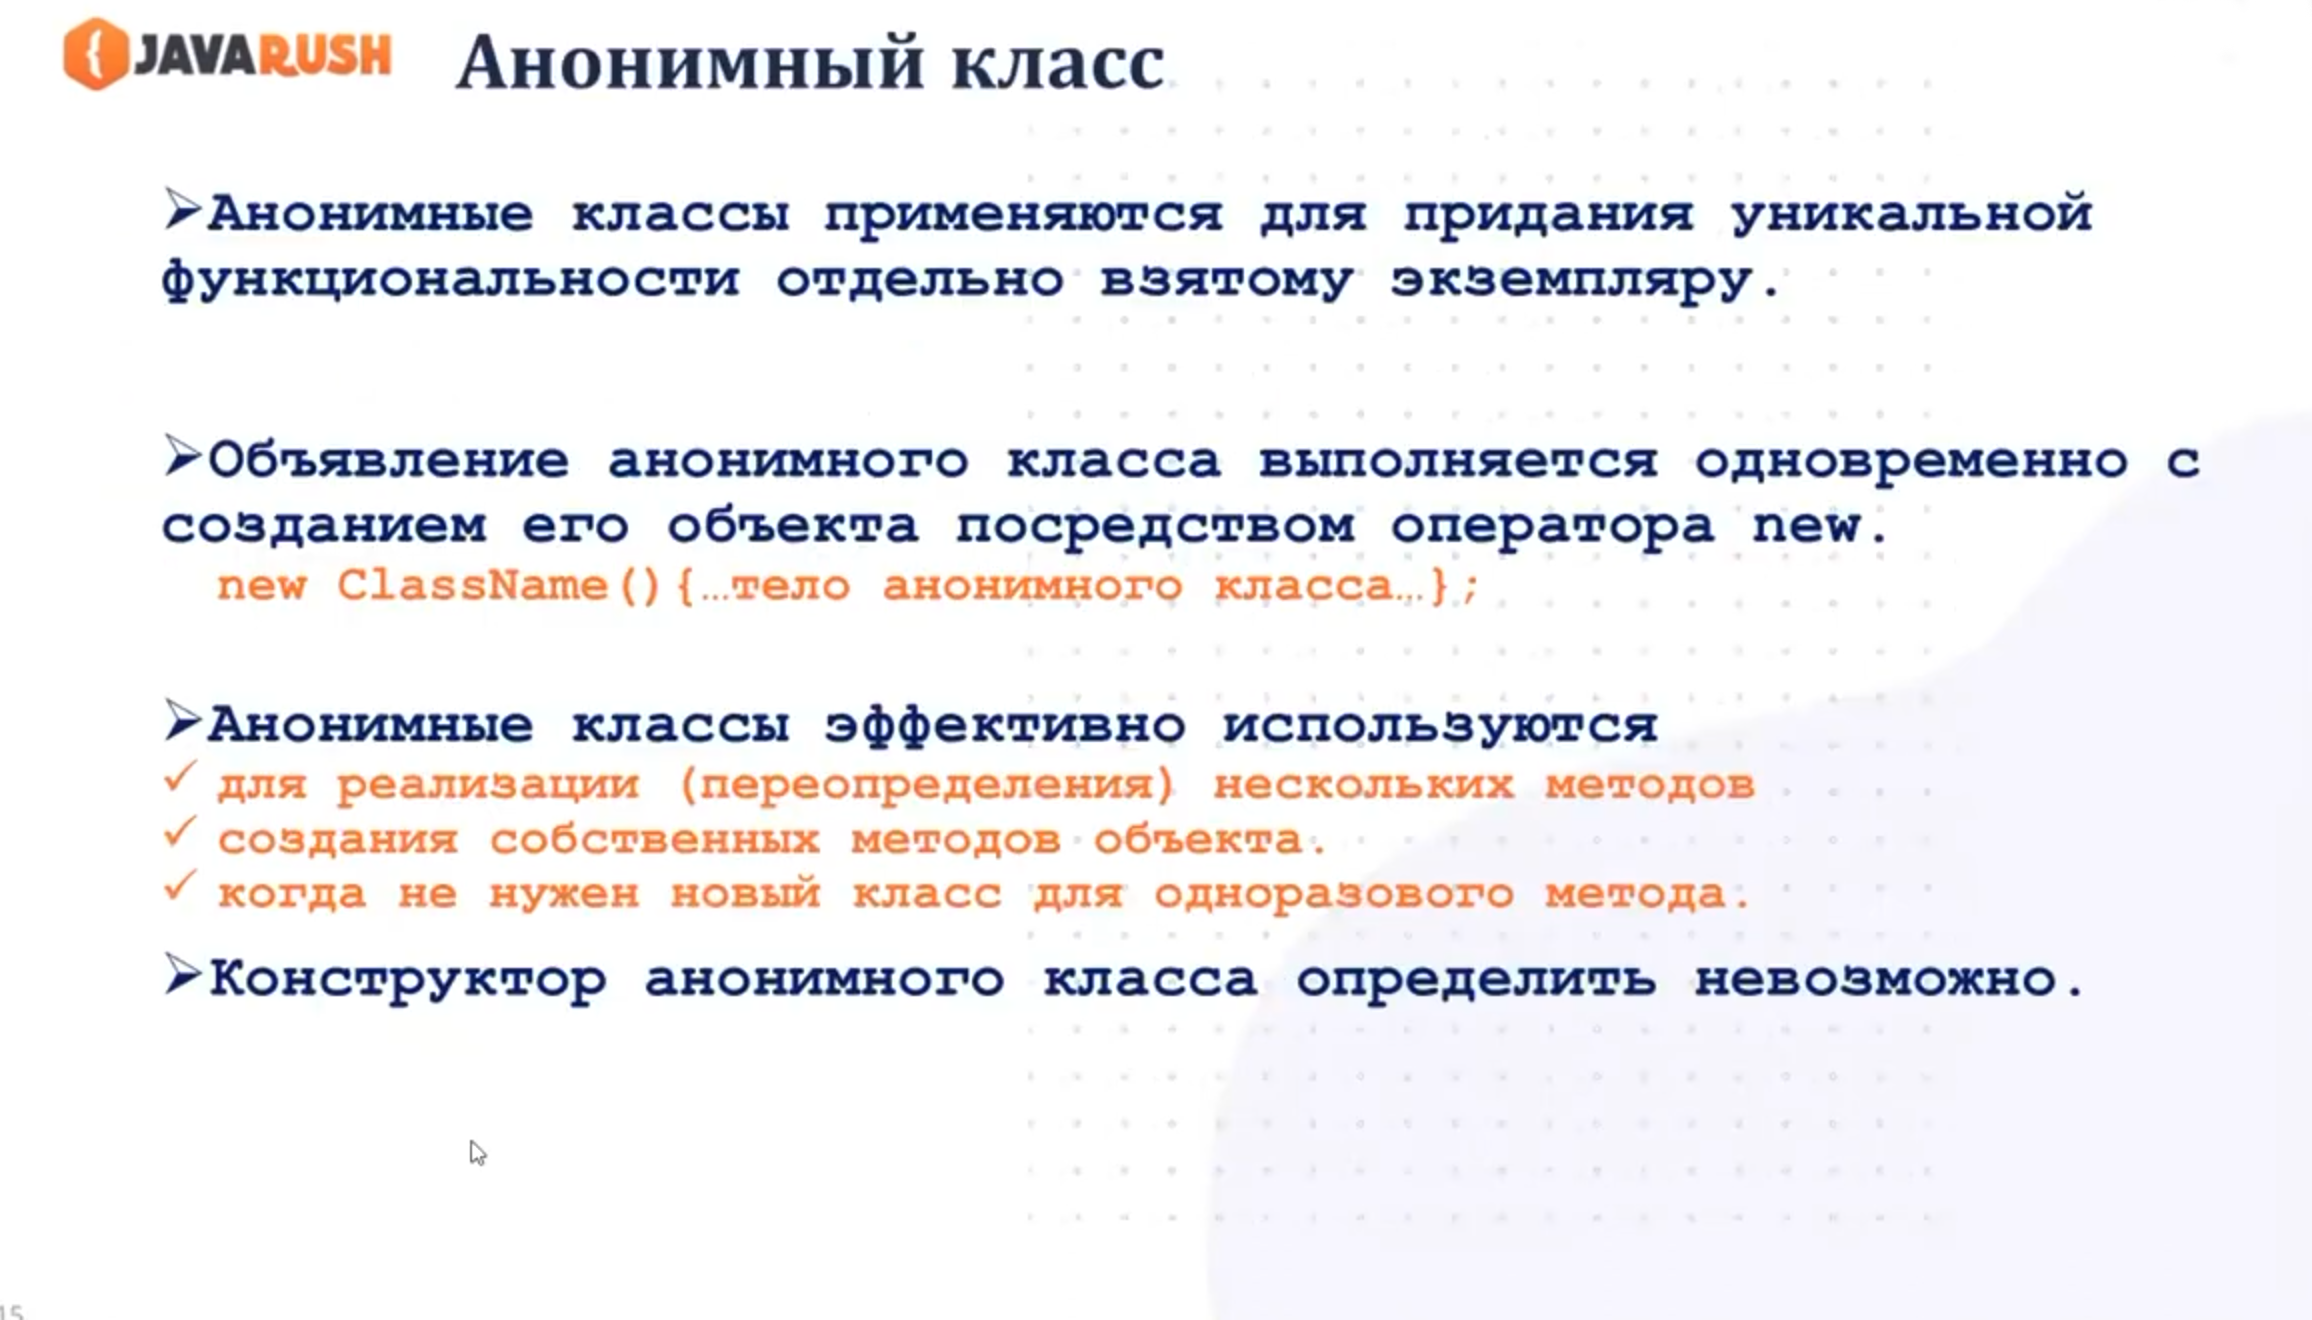 JAVARUSH Анонимный класс
➢Анонимные классы применяются для придания уникальной
функциональности отдельно взятому экземпляру.
➢Объявление анонимного класса выполняется одновременно с
созданием его объекта посредством оператора new.
new ClassName(){…тело анонимного класса…};
➢Анонимные классы эффективно используются
✓ для реализации (переопределения) нескольких методов
✓ создания собственных методов объекта.
✓ когда не нужен новый класс для одноразового метода.
➢Конструктор анонимного класса определить невозможно.
15